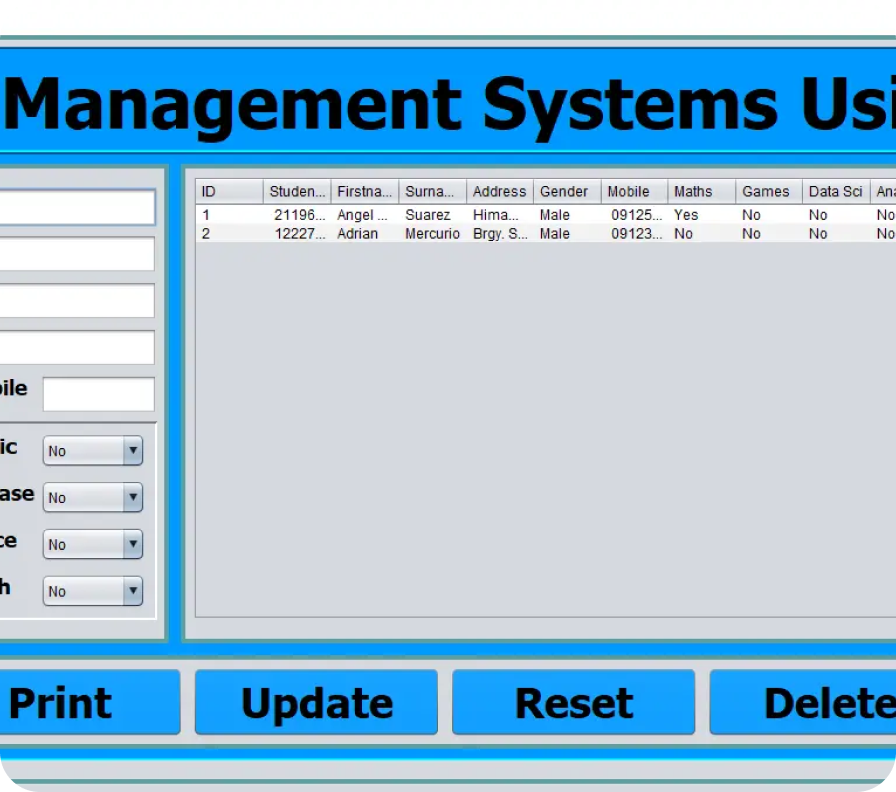 Management Systems Usi
ID Studen... Firstna... Surna... Address Gender Mobile Maths Games Data Sci Ana
1 21196... Angel ... Suarez Hima... Male 09125... Yes No No No
2 12227... Adrian Mercurio Brgy. S... Male 09123... No No No No
ile
ic No
ase No
ce No
h No
Print Update Reset Delete